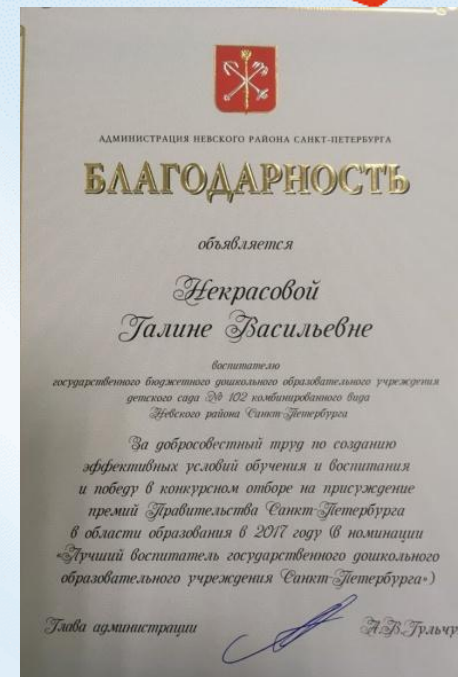 АДМИНИСТРАЦИЯ НЕВСКОГО РАЙОНА САНКТ-ПЕТЕРБУРГА
БЛАГОДАРНОСТЬ
объявляется
Некрасовой
Галине Васильевне
воспитателю
государственного бюджетного дошкольного образовательного учреждения
детского сада № 102 комбинированного вида
Невского района Санкт-Петербурга
За добросовестный труд по созданию
эффективных условий обучения и воспитания
и победу в конкурсном отборе на присуждение
премий Правительства Санкт-Петербурга
в области образования в 2017 году (в номинации
«Лучший воспитатель государственного дошкольного
образовательного учреждения Санкт-Петербурга»)
Глава администрации А.В.Гульчу